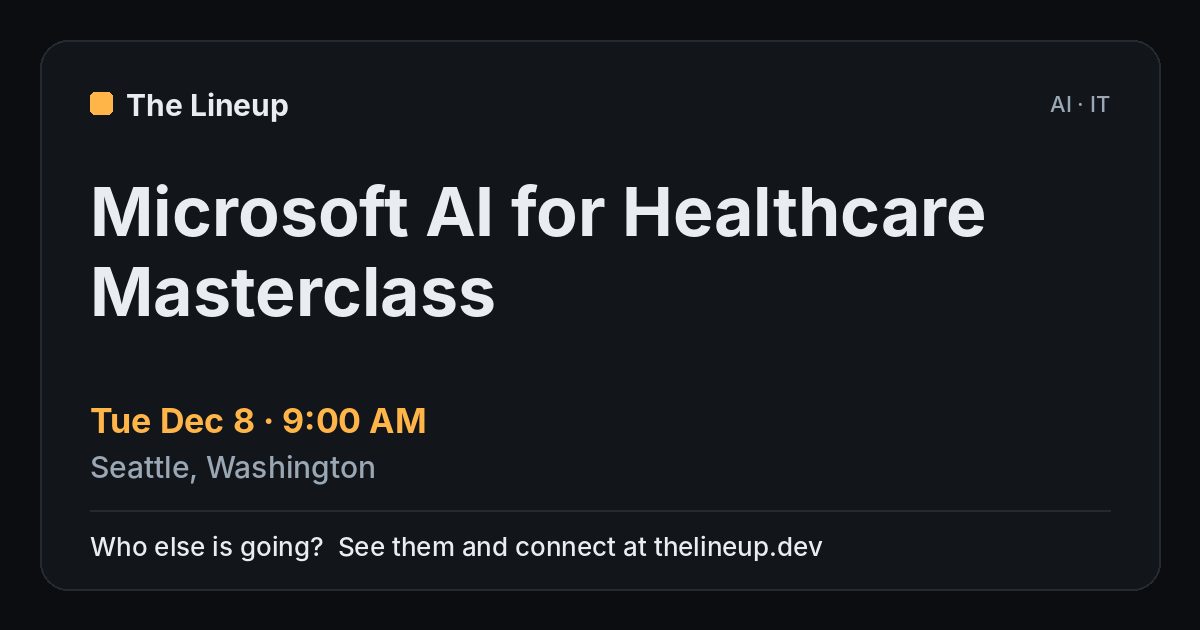 The Lineup
AI · IT
Microsoft AI for Healthcare
Masterclass
Tue Dec 8 · 9:00 AM
Seattle, Washington
Who else is going? See them and connect at thelineup.dev